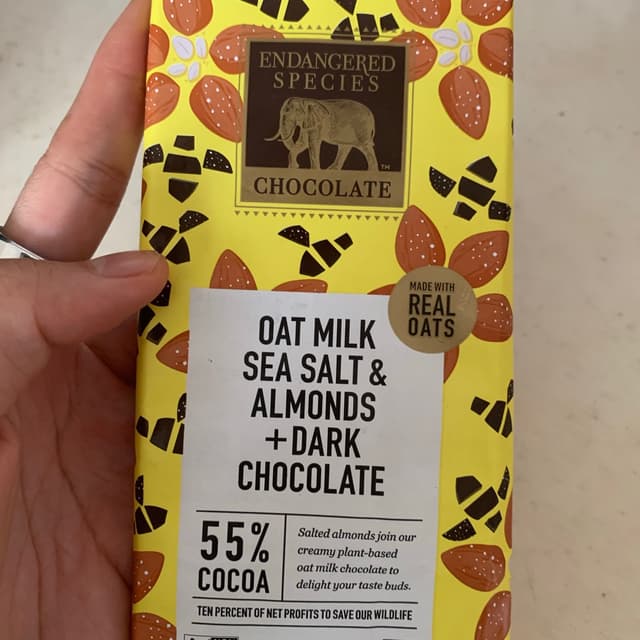 ENDANGERED
SPECIES
TM
CHOCOLATE
MADE WITH
REAL
OATS
OAT MILK
SEA SALT &
ALMONDS
+DARK
CHOCOLATE
55%
COCOA
Salted almonds join our
creamy plant-based
oat milk chocolate to
delight your taste buds.
TEN PERCENT OF NET PROFITS TO SAVE OUR WILDLIFE